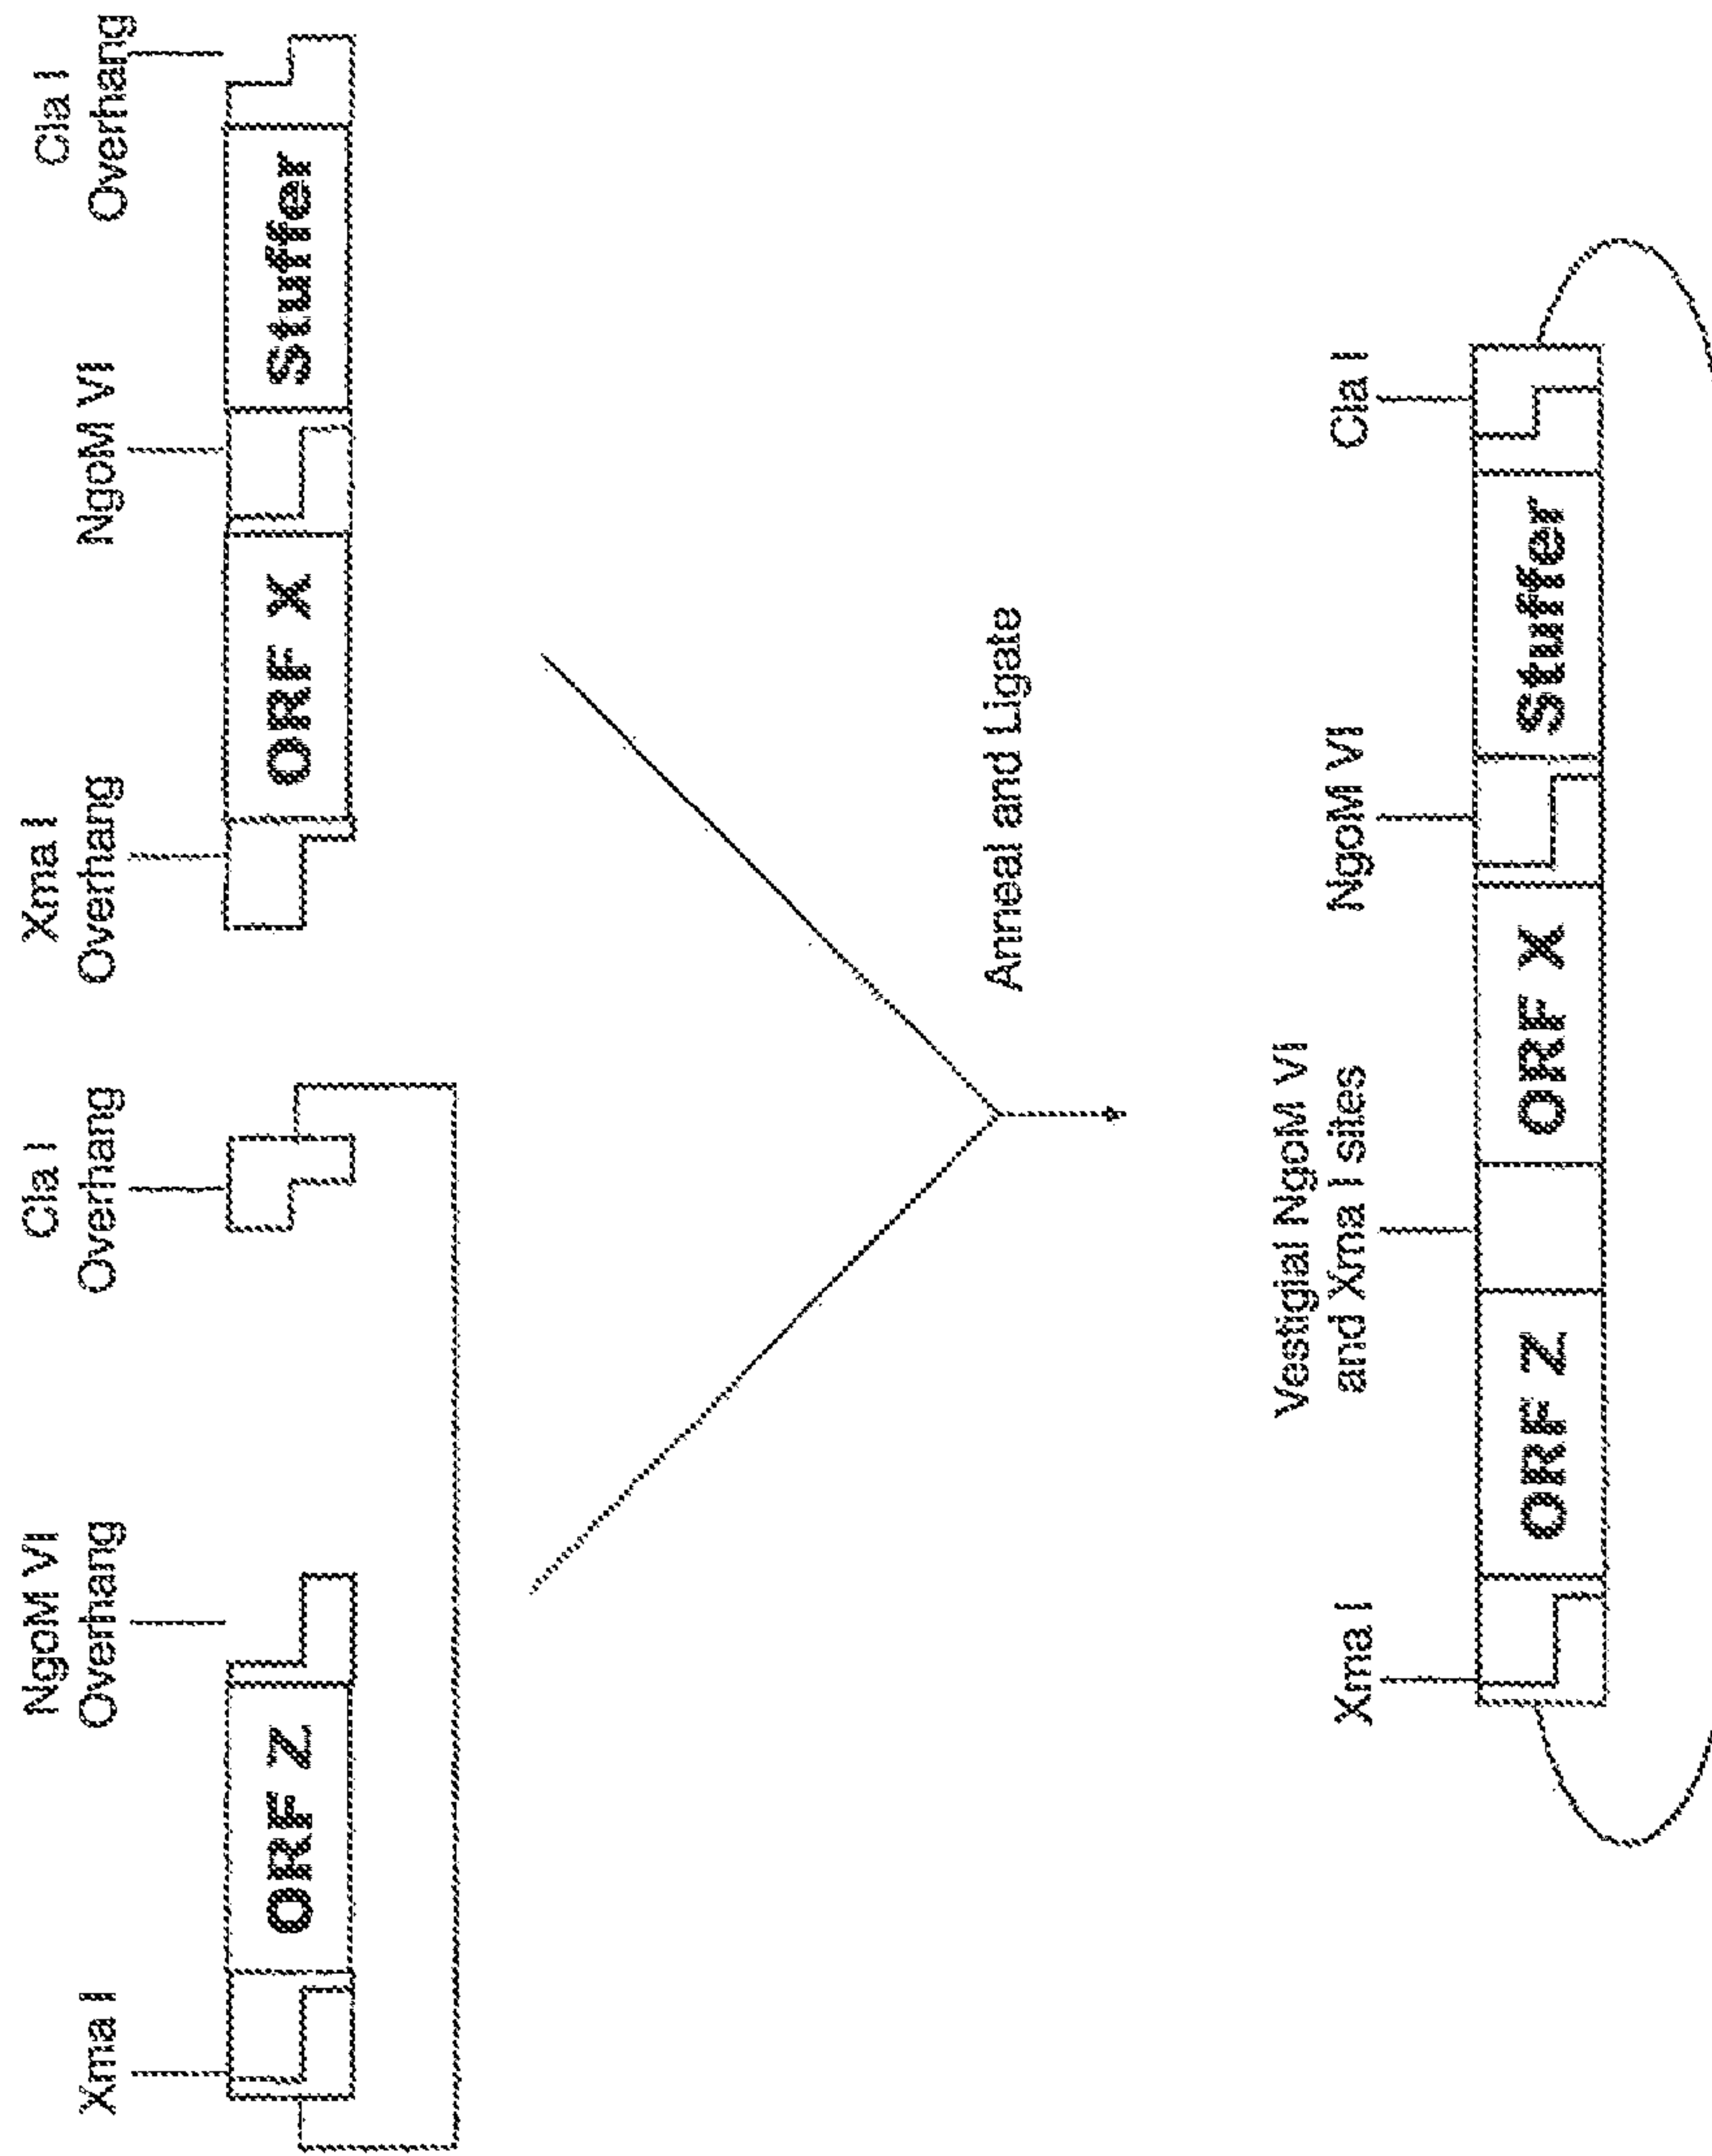 Xma I
NgoM VI
Overhang
Cla I
Overhang
Xma I
Overhang
NgoM VI
Cla I
Overhang
ORF Z
ORF X
Stuffer
Anneal and Ligate
Xma I
Vestigial NgoM VI
and Xma I sites
NgoM VI
Cla I
ORF Z
ORF X
Stuffer